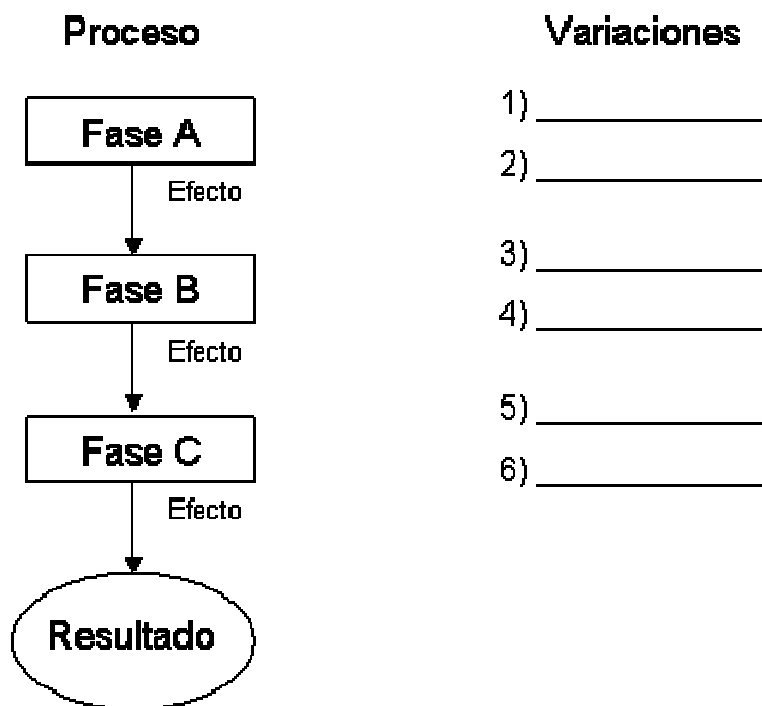 Proceso
Variaciones
Fase A
Efecto
Fase B
Efecto
Fase C
Efecto
Resultado
1)
2)
3)
4)
5)
6)